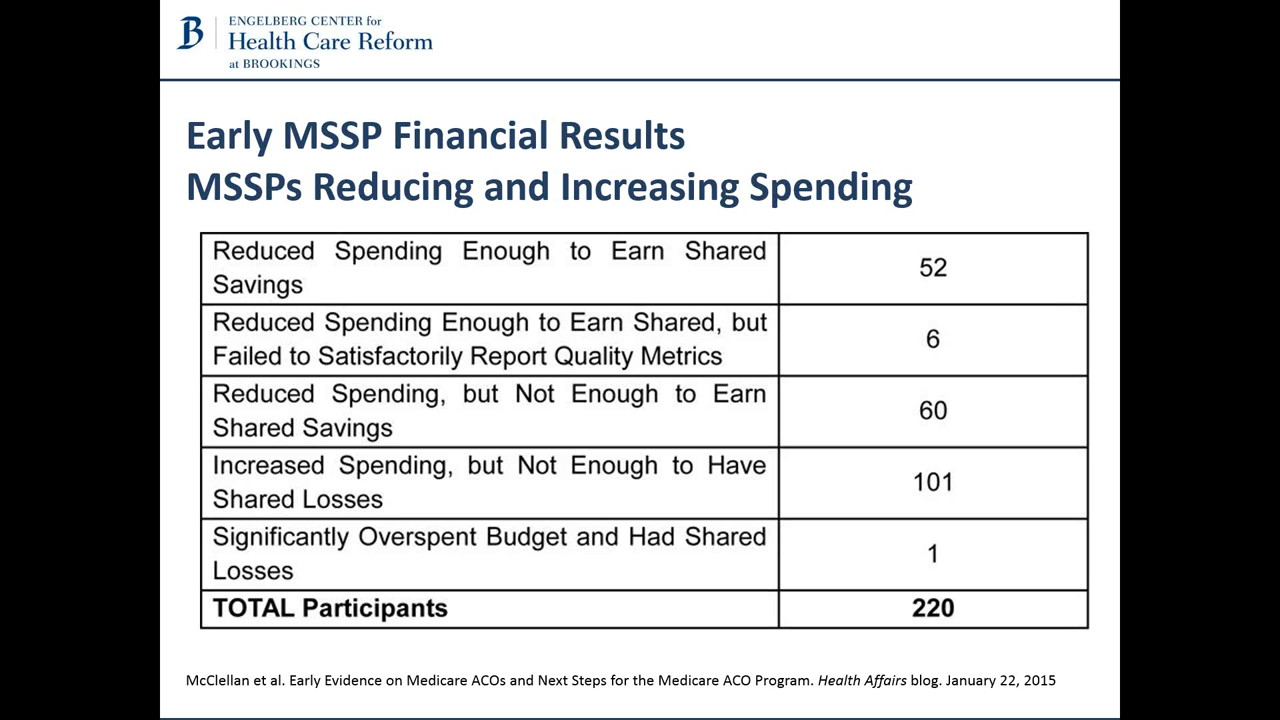 B
ENGELBERG CENTER for
Health Care Reform
at BROOKINGS
Early MSSP Financial Results
MSSPs Reducing and Increasing Spending
Reduced Spending Enough to Earn Shared
Savings
52
Reduced Spending Enough to Earn Shared, but
Failed to Satisfactorily Report Quality Metrics
6
Reduced Spending, but Not Enough to Earn
Shared Savings
60
Increased Spending, but Not Enough to Have
Shared Losses
101
Significantly Overspent Budget and Had Shared
Losses
1
TOTAL Participants
220
McClellan et al. Early Evidence on Medicare ACOs and Next Steps for the Medicare ACO Program. Health Affairs blog. January 22, 2015